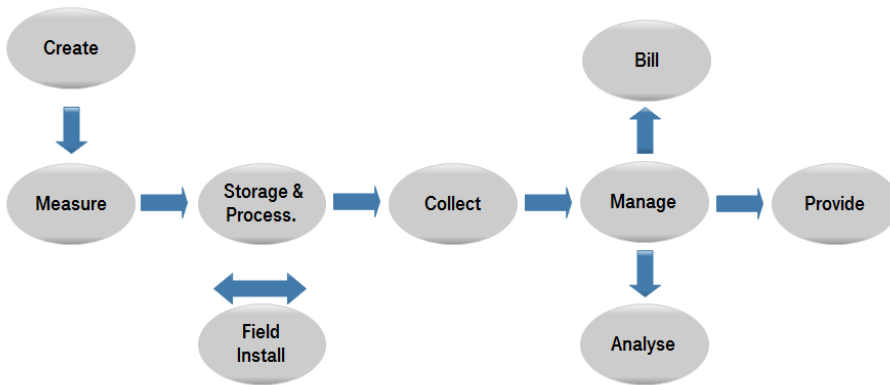 Create
Bill
Measure
Storage &
Process.
Collect
Manage
Provide
Field
Install
Analyse